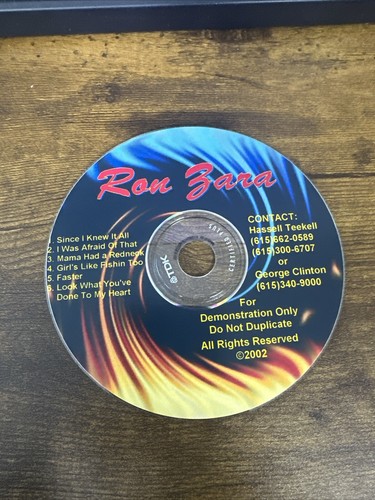 Ron Zara
1. Since I Knew It All
2. I Was Afraid Of That
3. Mama Had a Redneck
4. Girl's Like Fishin Too
5. Faster
6. Look What You've
Done To My Heart
TDK
CONTACT:
Hassell Teekell
(615)662-0589
(615)300-6707
or
George Clinton
(615)340-9000
For
Demonstration Only
Do Not Duplicate
All Rights Reserved
©2002